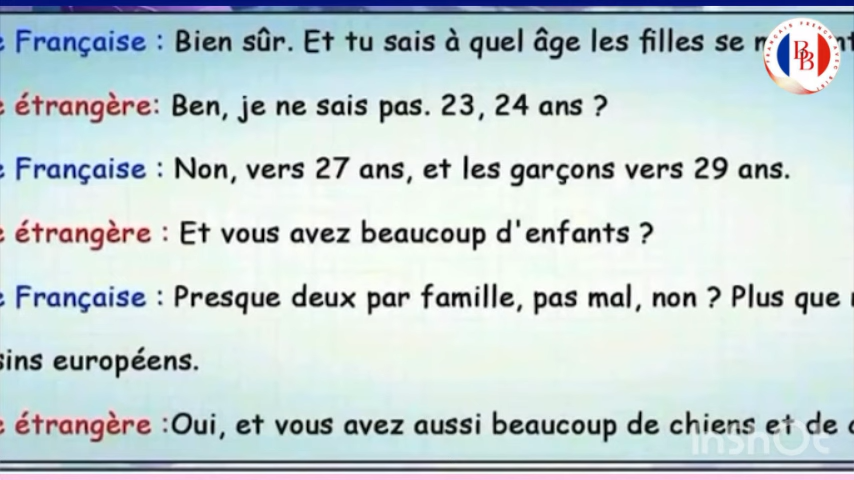 Française : Bien sûr. Et tu sais à quel âge les filles se
étrangère: Ben, je ne sais pas. 23, 24 ans ?
Française : Non, vers 27 ans, et les garçons vers 29 ans.
étrangère : Et vous avez beaucoup d'enfants ?
Française : Presque deux par famille, pas mal, non ? Plus que
européens.
étrangère :Oui, et vous avez aussi beaucoup de chiens et de
InShOt